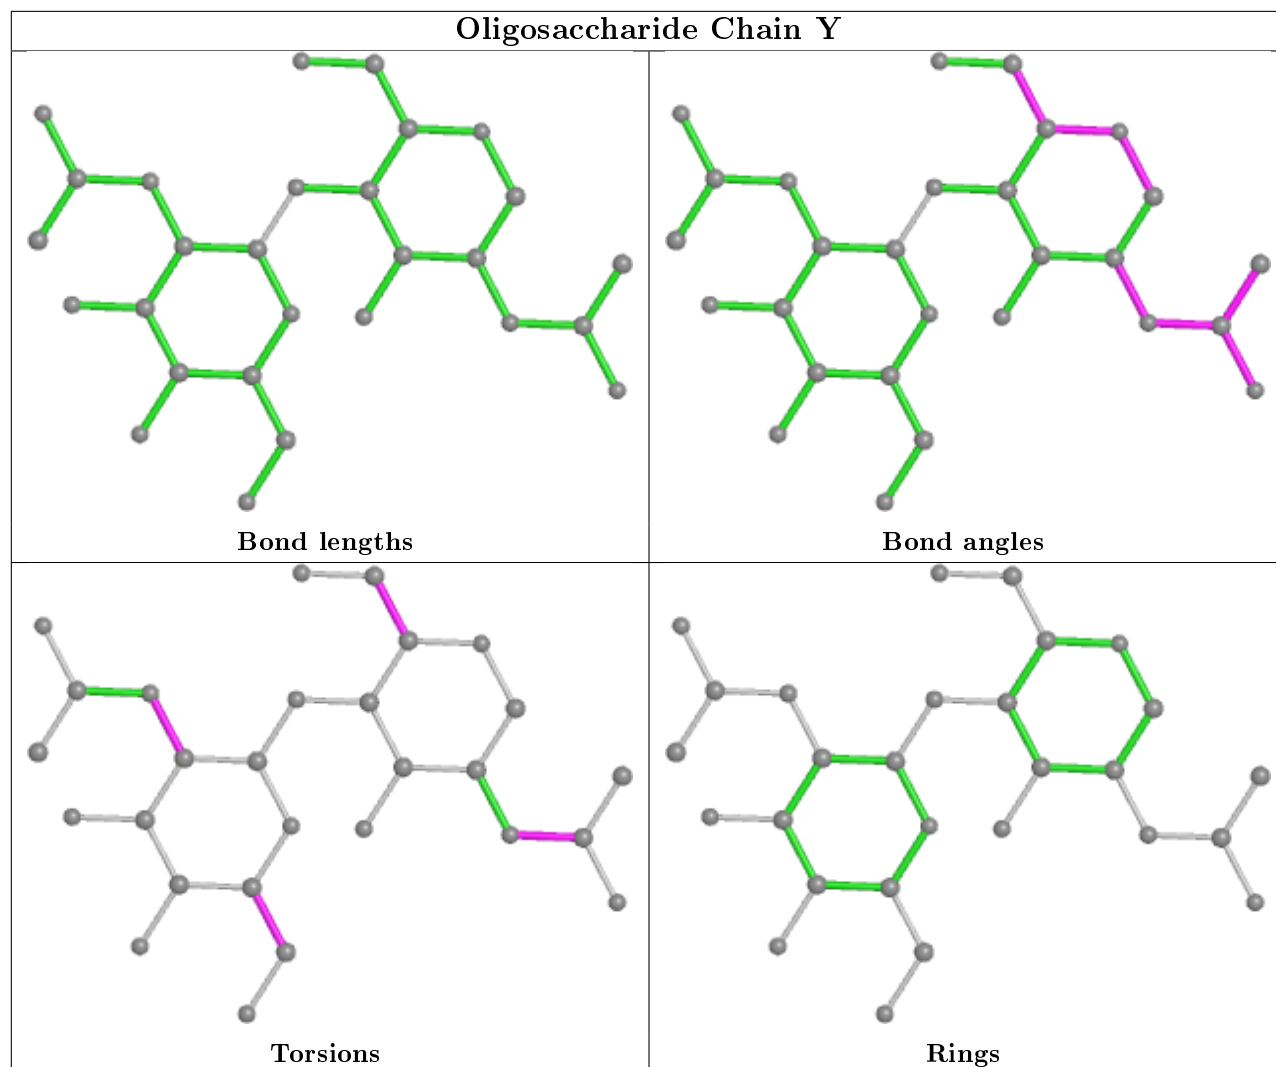 Oligosaccharide Chain Y
Bond lengths
Bond angles
Torsions
Rings